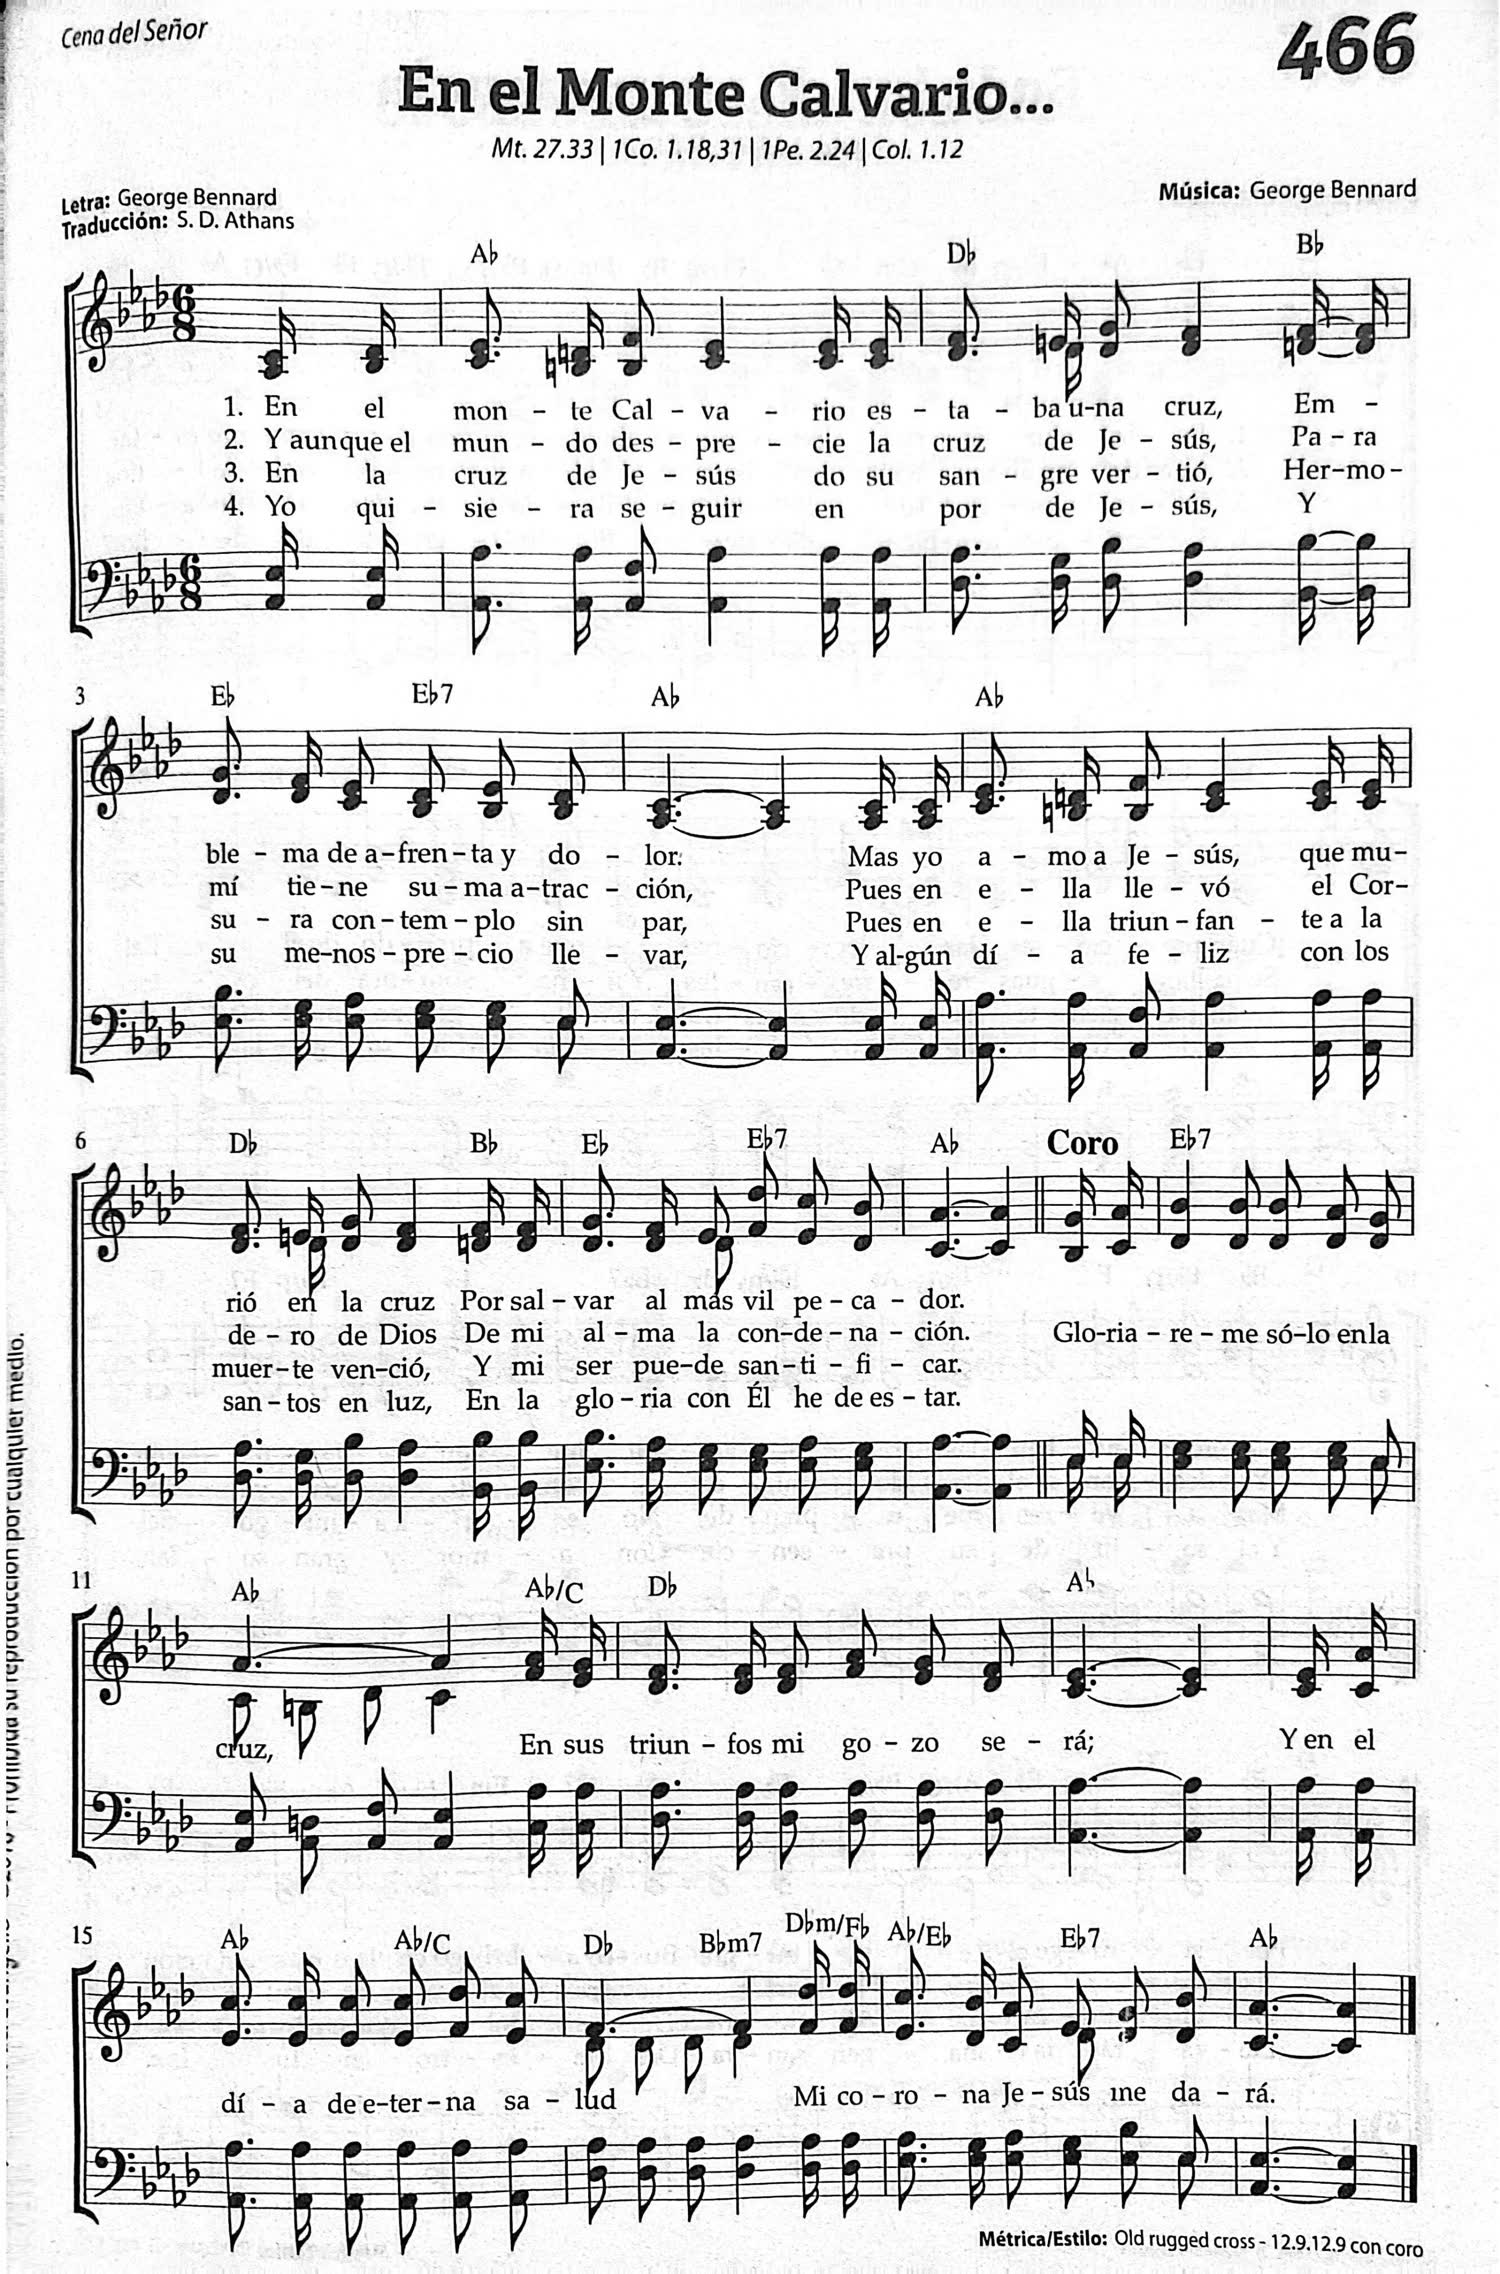 Cena del Señor
466
En el Monte Calvario...
Mt. 27.33 | 1Co. 1.18,31 | 1Pe. 2.24 | Col. 1.12
Letra: George Bennard
Música: George Bennard
Traducción: S. D. Athans
A♭ D♭ B♭
6 8
1. En el mon – te Cal – va – rio es – ta – ba u-na cruz, Em –
2. Y aunque el mun – do des – pre – cie la cruz de Je – sús, Pa – ra
3. En la cruz de Je – sús do su san – gre ver – tió, Her–mo–
4. Yo qui – sie – ra se – guir en por de Je – sús, Y
6 8
3 E♭ E♭7 A♭ A♭
ble – ma de a–fren–ta y do – lor. Mas yo a – mo a Je – sús, que mu–
mí tie–ne su–ma a–trac – ción, Pues en e – lla lle – vó el Cor–
su – ra con–tem–plo sin par, Pues en e – lla triun–fan – te a la
su me–nos–pre–cio lle – var, Y al-gún dí – a fe – liz con los
6 D♭ B♭ E♭ E♭7 A♭ Coro E♭7
rió en la cruz Por sal – var al más vil pe – ca – dor.
de – ro de Dios De mi al – ma la con–de–na – ción. Glo-ria – re – me só–lo en la
muer–te ven–ció, Y mi ser pue–de san–ti – fi – car.
san–tos en luz, En la glo–ria con Él he de es–tar.
11 A♭ A♭/C D♭ A♭
cruz, En sus triun – fos mi go – zo se – rá; Y en el
15 A♭ A♭/C D♭ B♭m7 D♭m/F♭ A♭/E♭ E♭7 A♭
dí – a de e–ter–na sa – lud Mi co – ro – na Je–sús me da – rá.
Métrica/Estilo: Old rugged cross - 12.9.12.9 con coro
Prohibida su reproducción por cualquier medio.